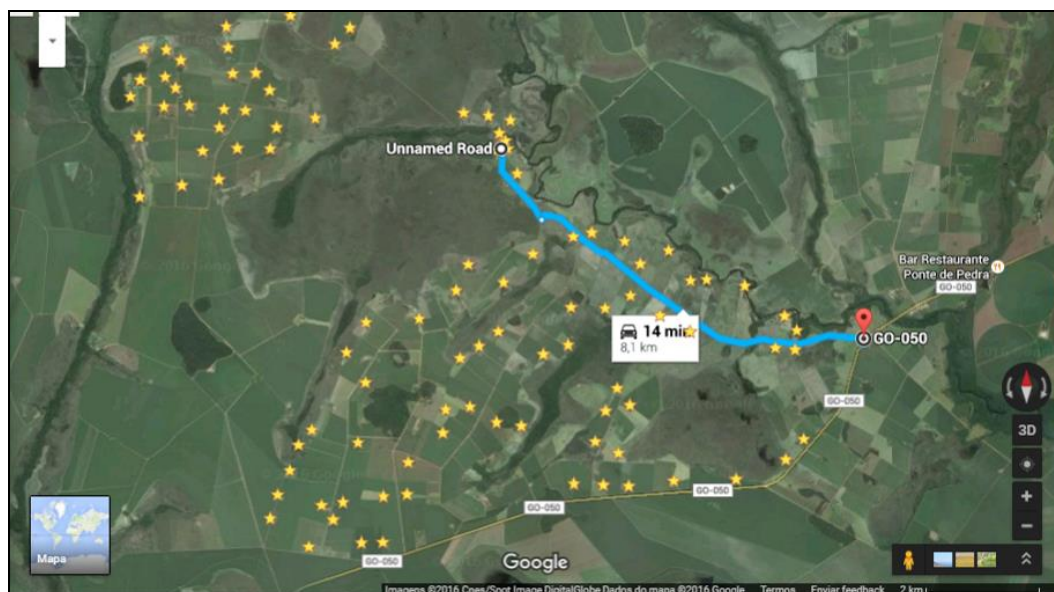 Unnamed Road
Bar Restaurante
Ponte de Pedra
GO-050
14 min
8,1 km
GO-050
GO-050
3D
GO-050
GO-050
Mapa
GO-050
Google
Imagens ©2016 Cnes/Spot Image DigitalGlobe Dados do mapa ©2016 Google Termos Enviar feedback 2 km